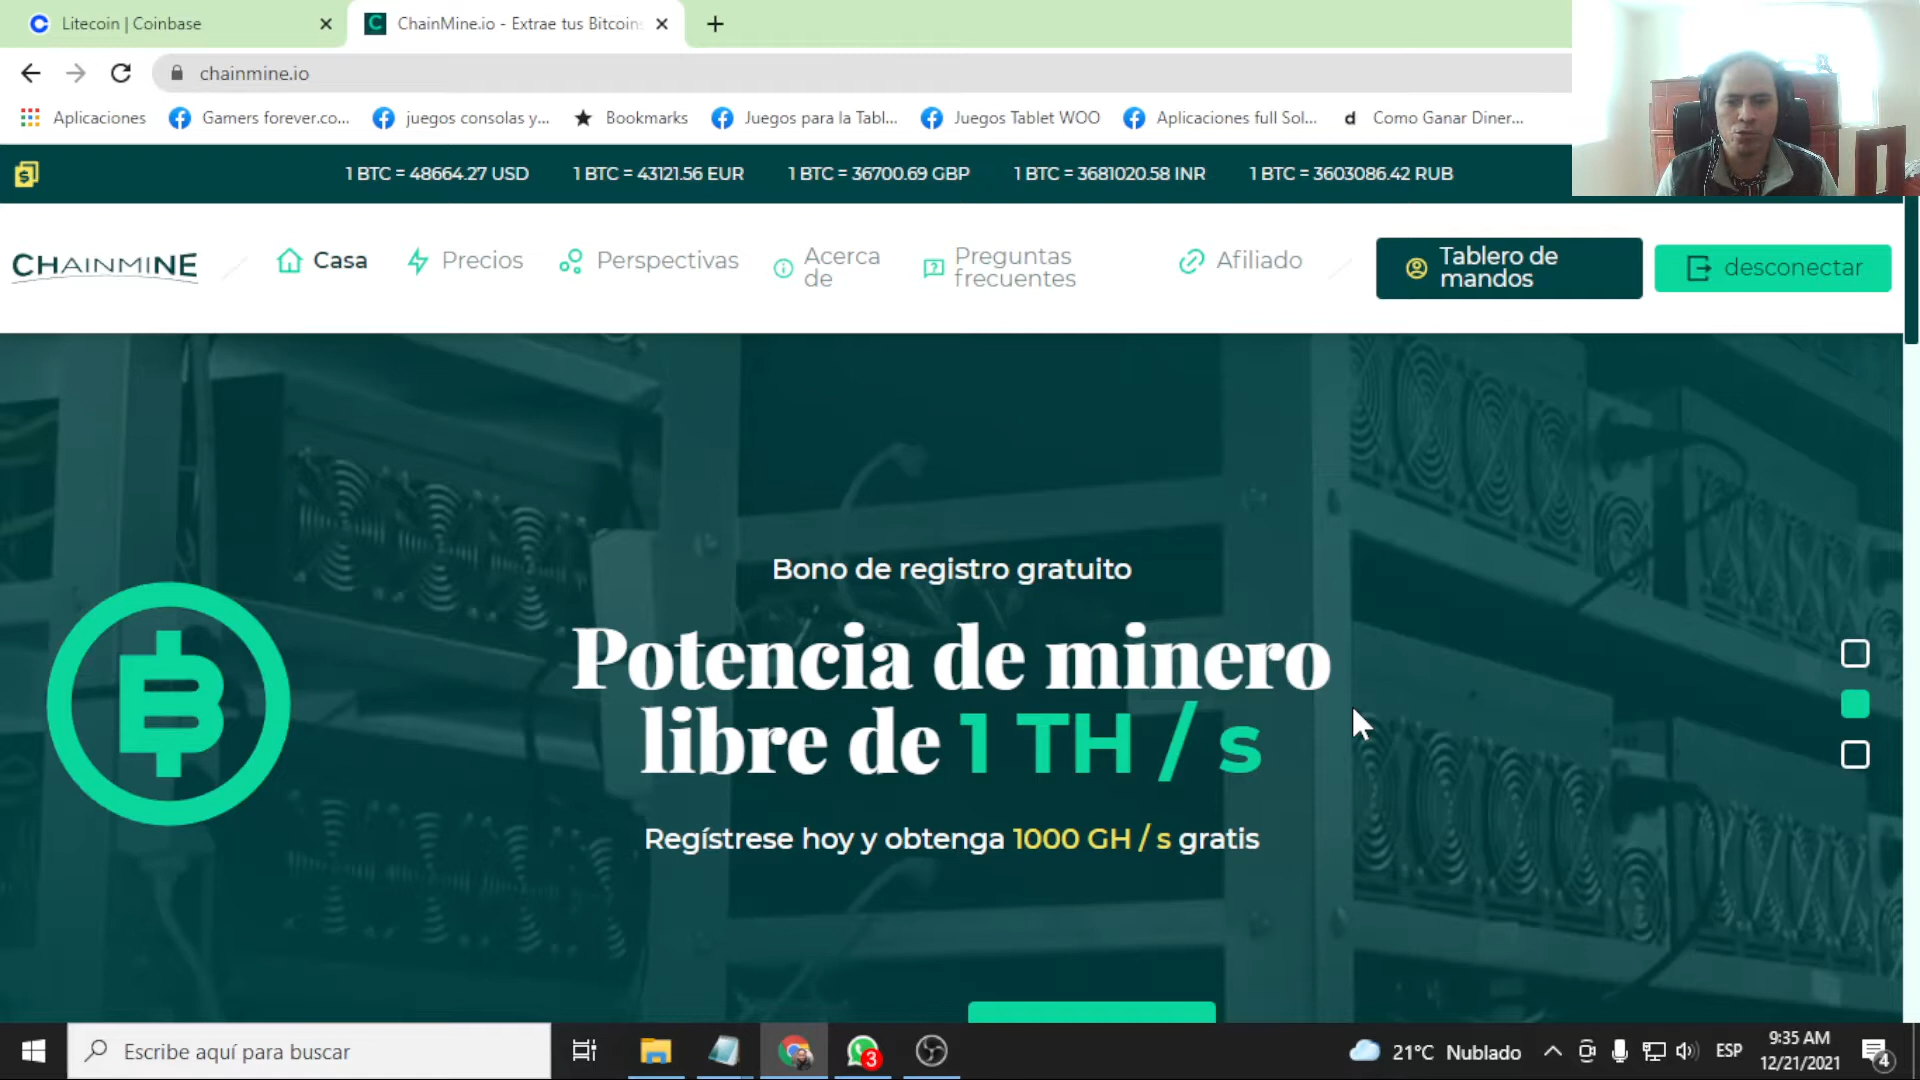 Litecoin | Coinbase
ChainMine.io - Extrae tus Bitcoins
chainmine.io
Aplicaciones
Gamers forever.co...
juegos consolas y...
Bookmarks
Juegos para la Tabl...
Juegos Tablet WOO
Aplicaciones full Sol...
d Como Ganar Diner...
1 BTC = 48664.27 USD
1 BTC = 43121.56 EUR
1 BTC = 36700.69 GBP
1 BTC = 3681020.58 INR
1 BTC = 3603086.42 RUB
CHAINMINE
Casa
Precios
Perspectivas
Acerca
de
Preguntas
frecuentes
Afiliado
Tablero de
mandos
desconectar
Bono de registro gratuito
Potencia de minero
libre de 1 TH / s
Regístrese hoy y obtenga 1000 GH / s gratis
Escribe aquí para buscar
3
21°C Nublado
ESP
9:35 AM
12/21/2021
4